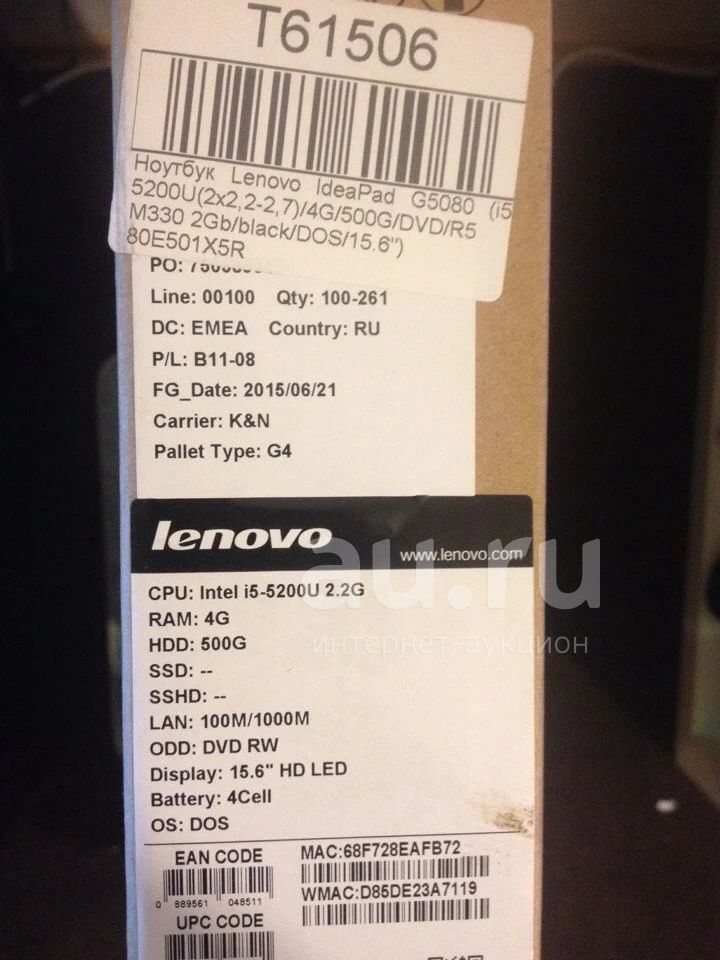 T61506
Ноутбук Lenovo IdeaPad G5080 (i5
5200U(2x2,2-2,7)/4G/500G/DVD/R5
M330 2Gb/black/DOS/15.6")
80E501X5R
PO:
Line: 00100 Qty: 100-261
DC: EMEA Country: RU
P/L: B11-08
FG_Date: 2015/06/21
Carrier: K&N
Pallet Type: G4
lenovo
www.lenovo.com
au.ru
интернет-аукцион
CPU: Intel i5-5200U 2.2G
RAM: 4G
HDD: 500G
SSD: --
SSHD: --
LAN: 100M/1000M
ODD: DVD RW
Display: 15.6" HD LED
Battery: 4Cell
OS: DOS
EAN CODE
0 889561 048511
UPC CODE
MAC:68F728EAFB72
WMAC:D85DE23A7119